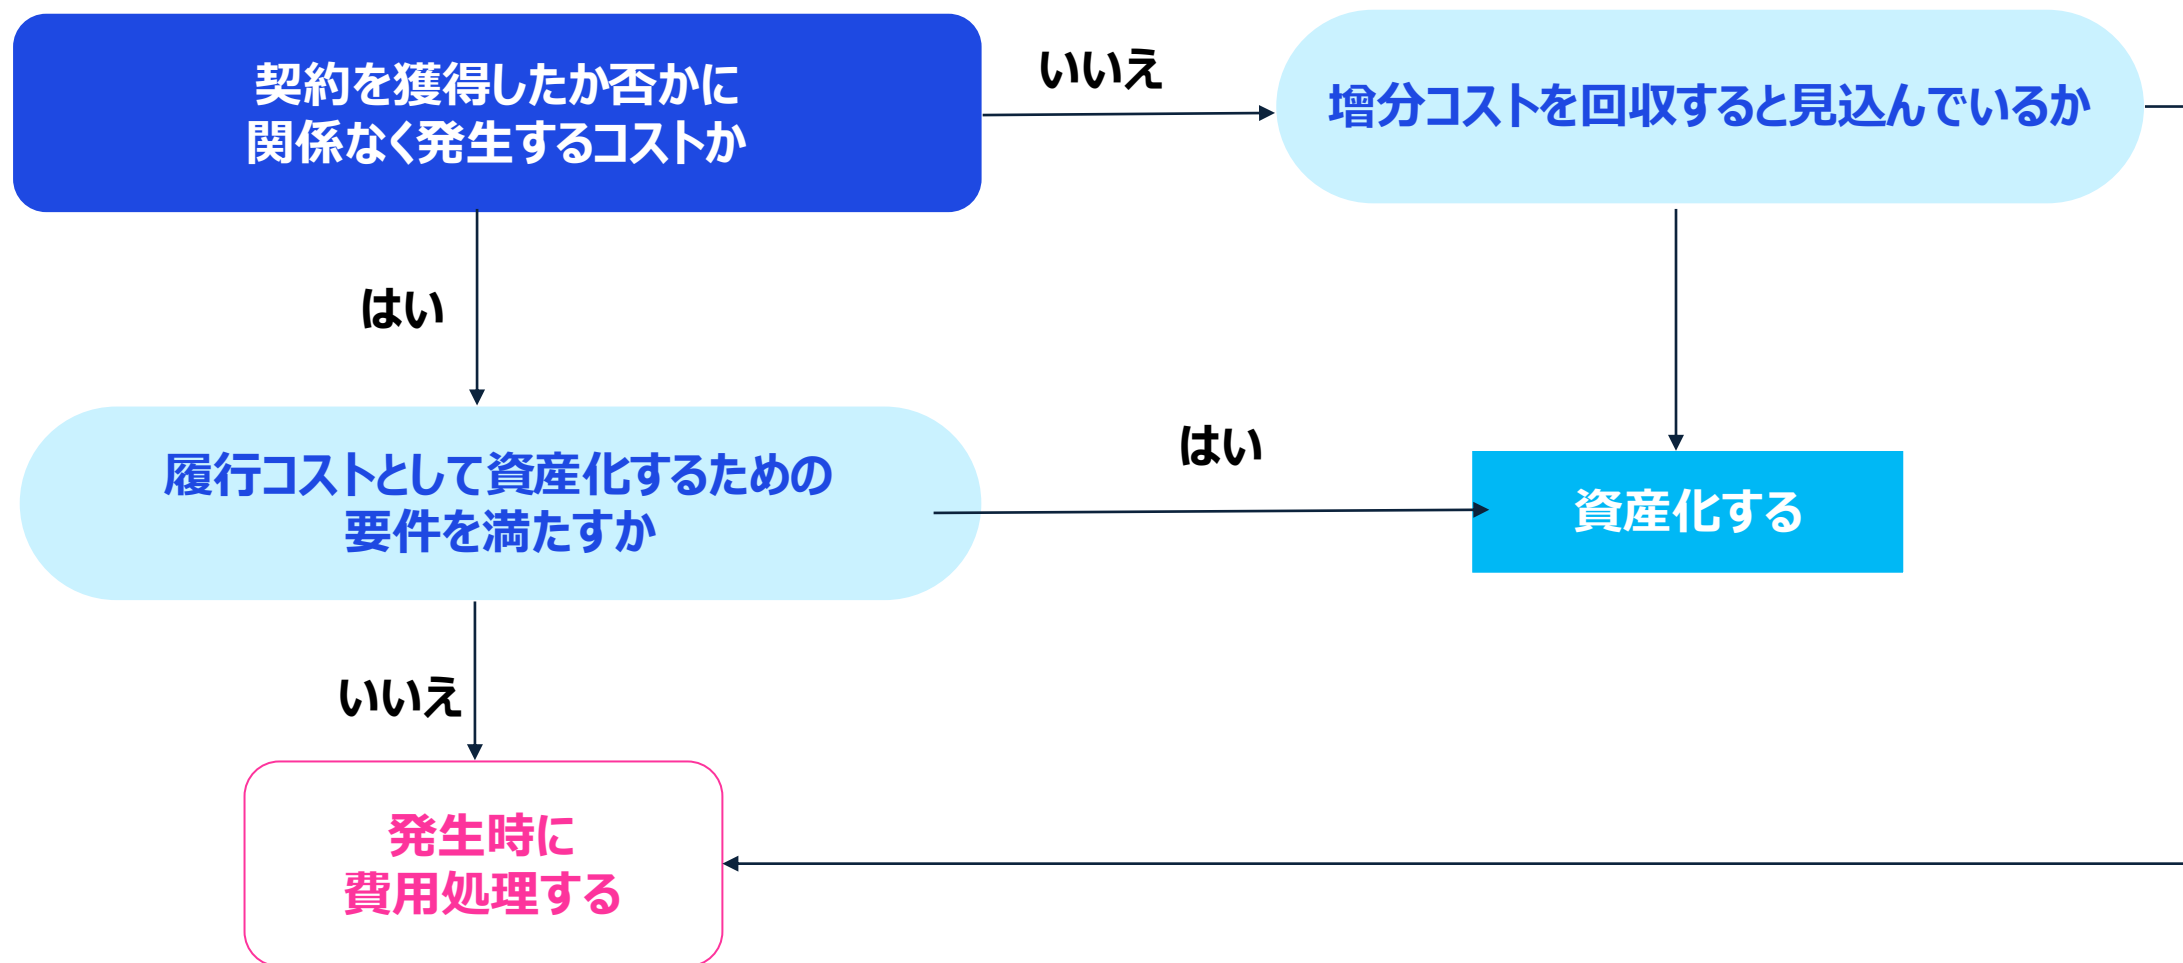 契約を獲得したか否かに
関係なく発生するコストか
いいえ
増分コストを回収すると見込んでいるか
はい
履行コストとして資産化するための
要件を満たすか
はい
資産化する
いいえ
発生時に
費用処理する